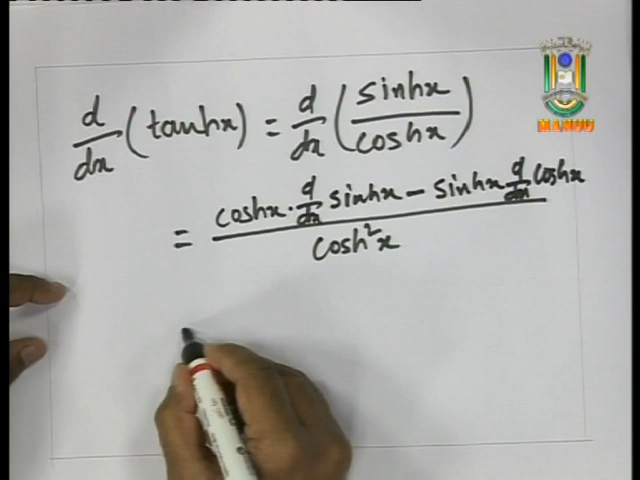 d/dx (tanhx) = d/dx (sinhx/coshx)
= coshx · d/dx sinhx − sinhx d/dx coshx / cosh²x
MANUU